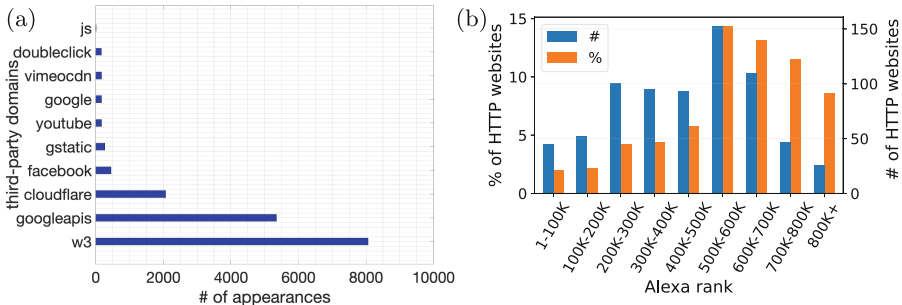 (a)
third-party domains
js
doubleclick
vimeocdn
google
youtube
gstatic
facebook
cloudflare
googleapis
w3
0 2000 4000 6000 8000 10000
# of appearances
(b)
% of HTTP websites
15
10
5
0
#
%
150
100
50
0
# of HTTP websites
1-100K
100K-200K
200K-300K
300K-400K
400K-500K
500K-600K
600K-700K
700K-800K
800K+
Alexa rank